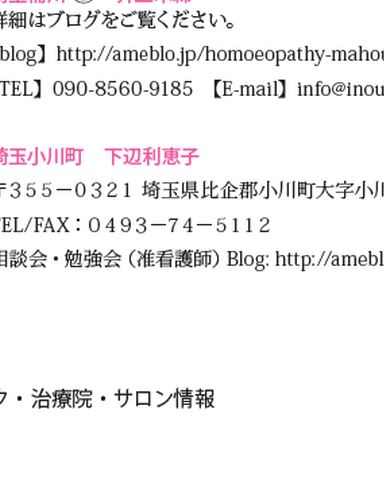 詳細はブログをご覧ください。
blog】http://ameblo.jp/homoeopathy-mahou
TEL】090-8560-9185 【E-mail】info@inou
埼玉小川町　下辺利恵子
〒３５５－０３２１ 埼玉県比企郡小川町大字小川
TEL/FAX：０４９３－７４－５１１２
相談会・勉強会（准看護師）Blog: http://amebl
ク・治療院・サロン情報